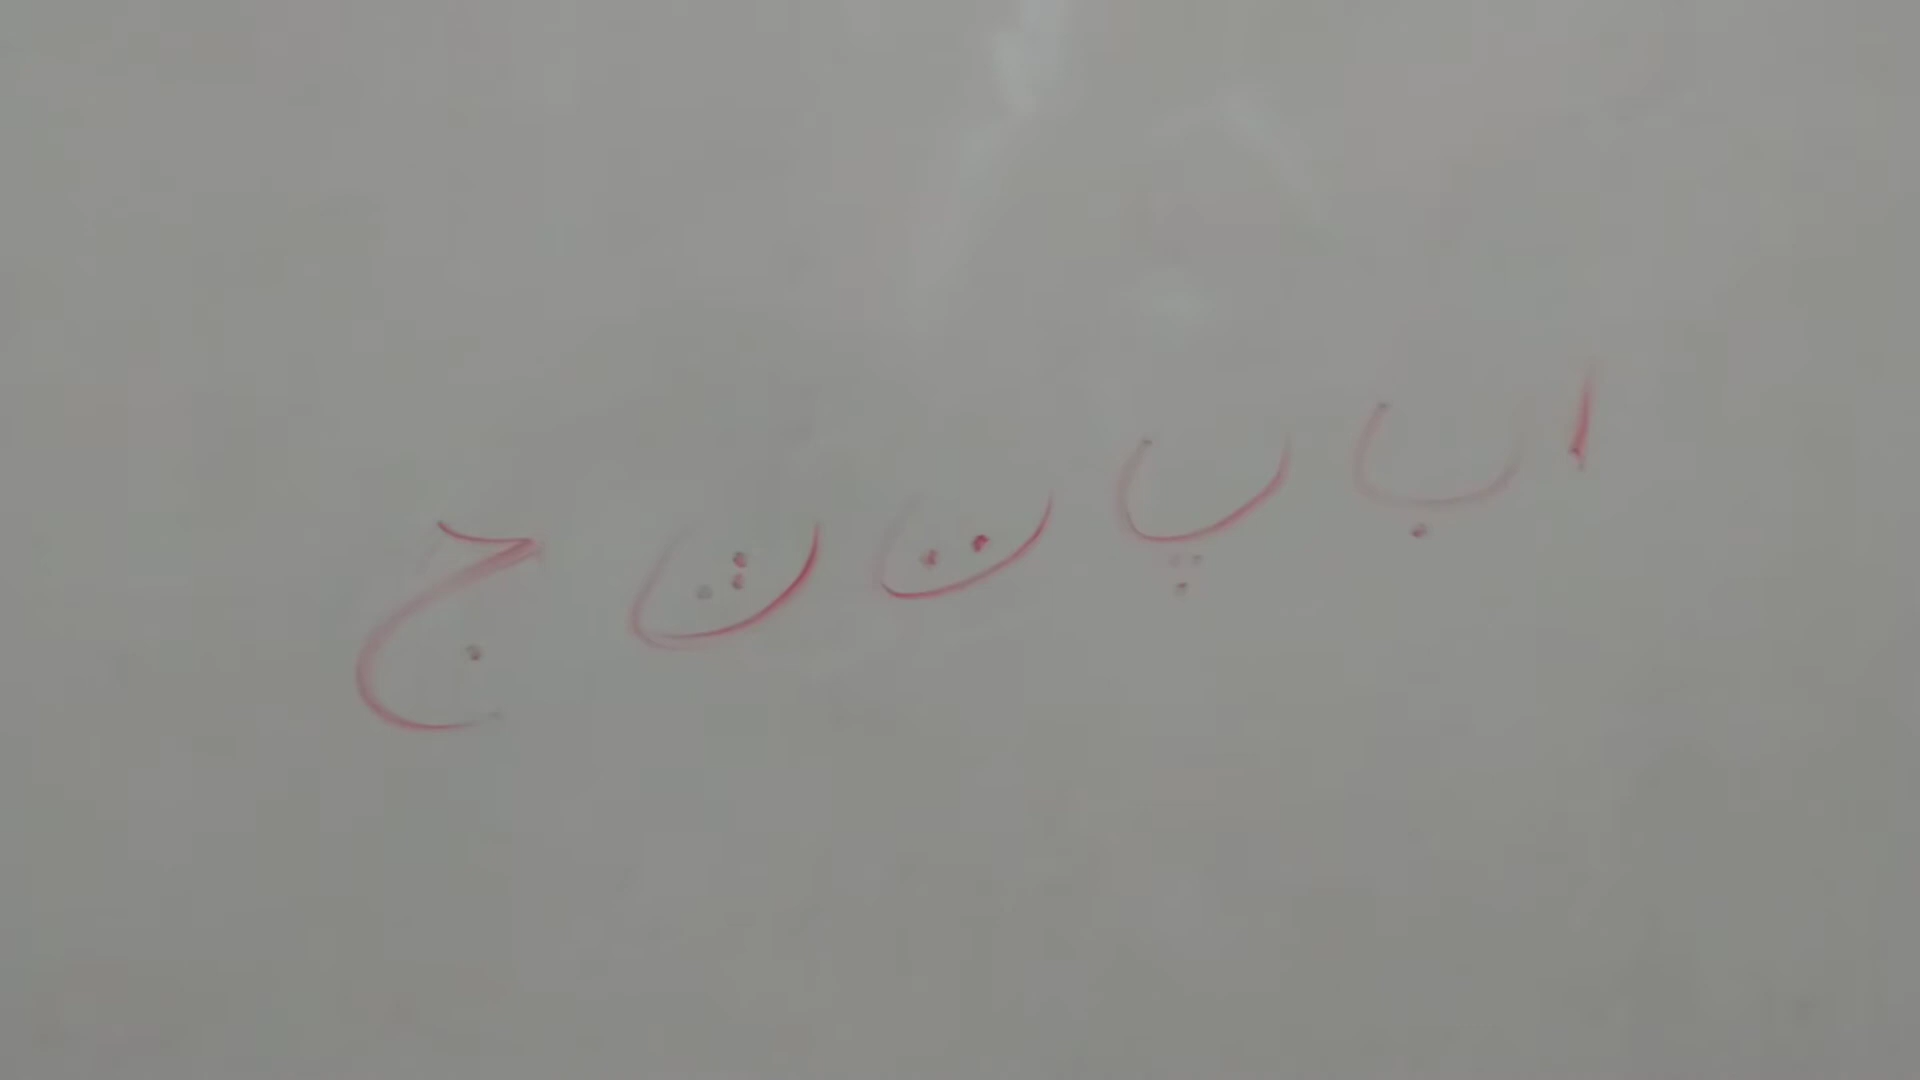 ا ب پ ت ث ج